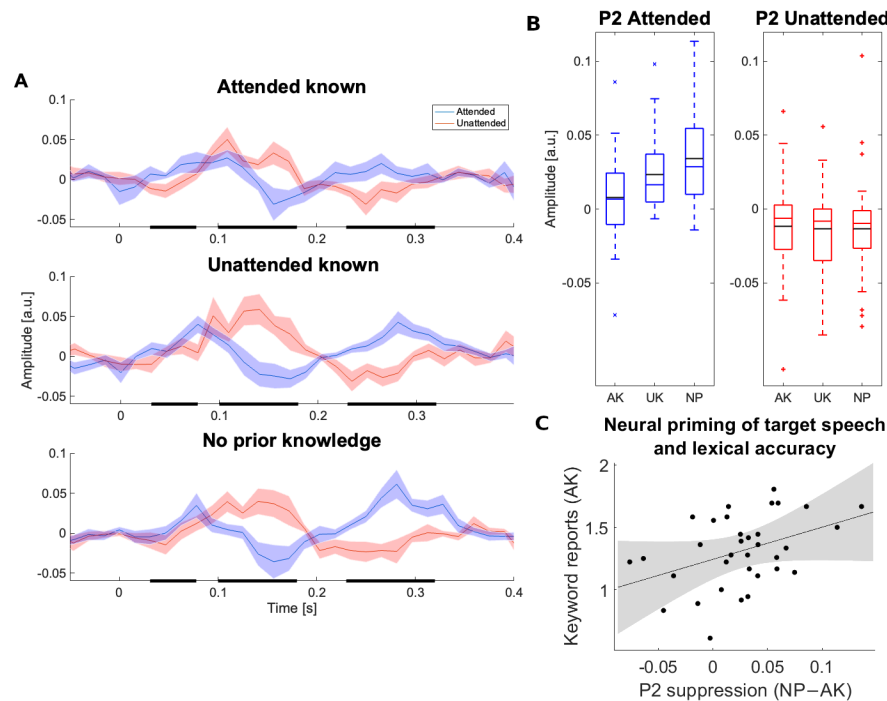 A
Attended known
Attended
Unattended
0.1
0.05
0
-0.05
0
0.1
0.2
0.3
0.4
Unattended known
Amplitude [a.u.]
0.1
0.05
0
-0.05
0
0.1
0.2
0.3
0.4
No prior knowledge
0.1
0.05
0
-0.05
0
0.1
0.2
0.3
0.4
Time [s]
B
P2 Attended
Amplitude [a.u.]
0.1
0.05
0
-0.05
AK
UK
NP
P2 Unattended
0.1
0.05
0
-0.05
AK
UK
NP
C
Neural priming of target speech
and lexical accuracy
Keyword reports (AK)
2
1.5
1
-0.05
0
0.05
0.1
P2 suppression (NP−AK)